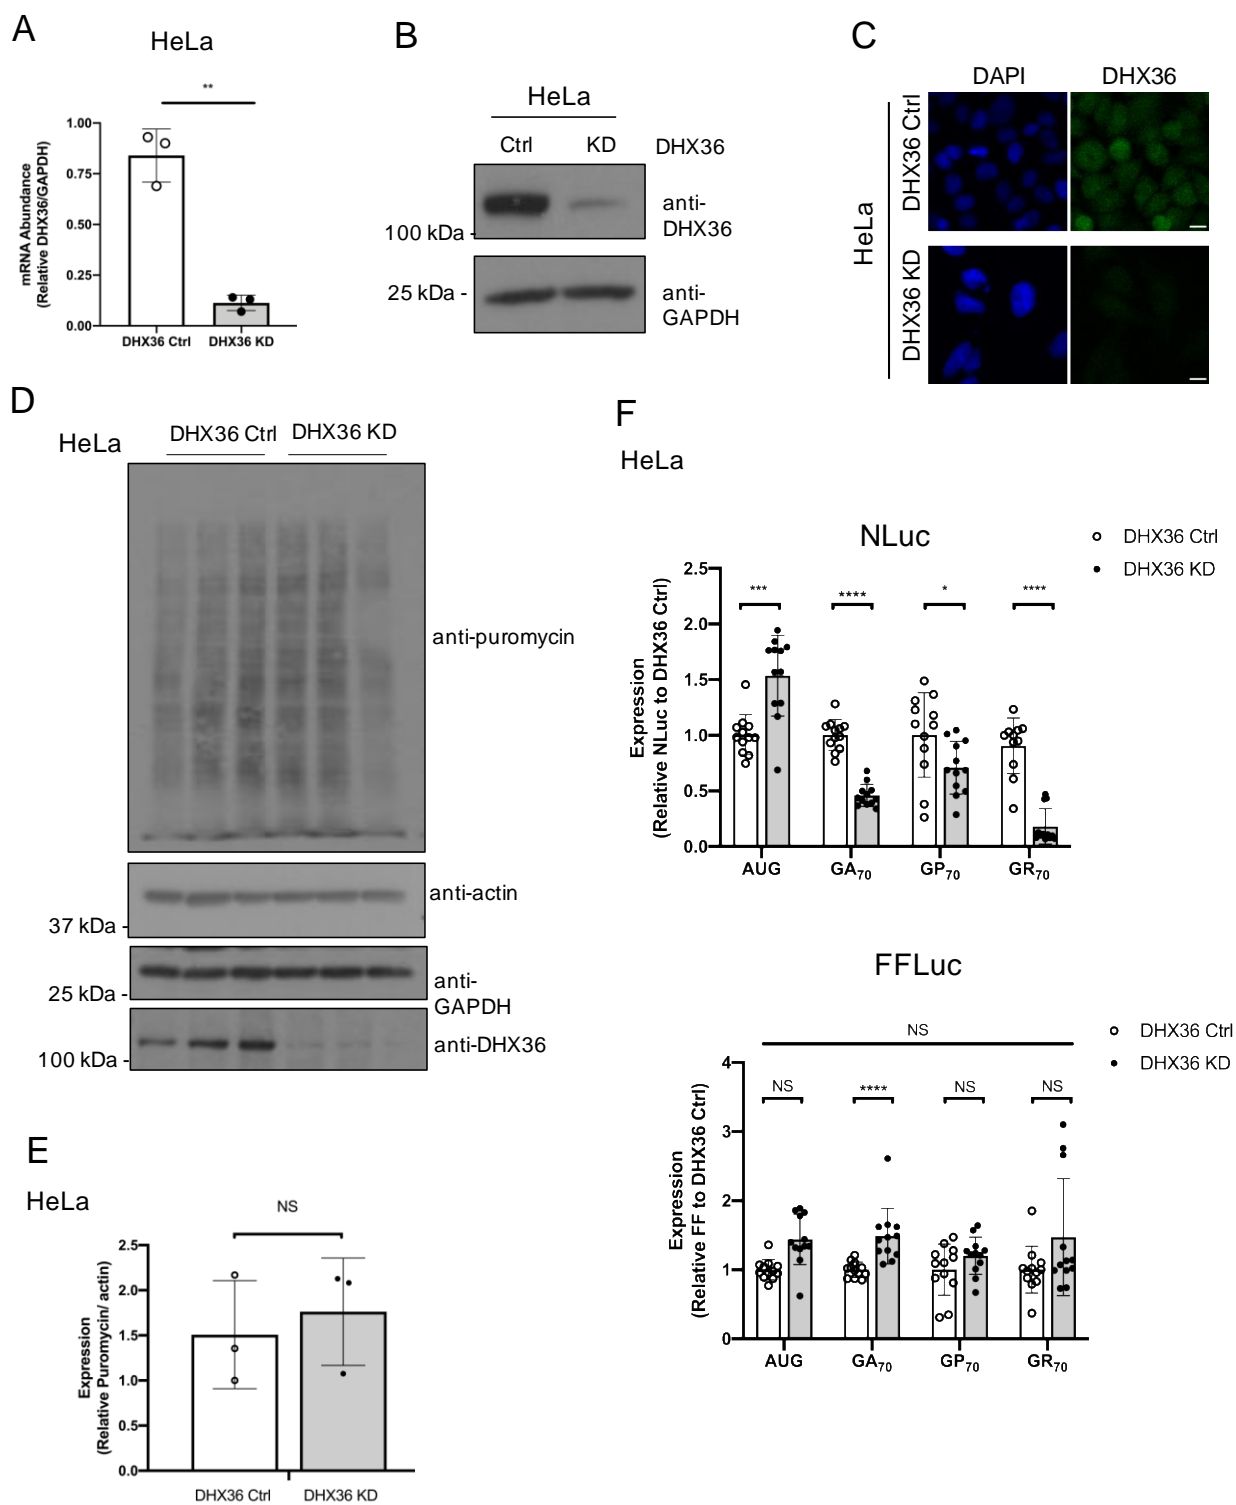 A
HeLa
**
1.00
0.75
0.50
0.25
0.00
mRNA Abundance
(Relative DHX36/GAPDH)
DHX36 Ctrl
DHX36 KD
B
HeLa
Ctrl
KD
DHX36
anti-
DHX36
100 kDa -
25 kDa -
anti-
GAPDH
C
DAPI
DHX36
HeLa
DHX36 Ctrl
DHX36 KD
D
HeLa
DHX36 Ctrl
DHX36 KD
anti-puromycin
anti-actin
37 kDa -
25 kDa -
anti-
GAPDH
100 kDa -
anti-DHX36
E
HeLa
NS
2.5
2.0
1.5
1.0
0.5
0.0
Expression
(Relative Puromycin/ actin)
DHX36 Ctrl
DHX36 KD
F
HeLa
NLuc
DHX36 Ctrl
DHX36 KD
***
****
*
****
2.5
2.0
1.5
1.0
0.5
0.0
Expression
(Relative NLuc to DHX36 Ctrl)
AUG
GA70
GP70
GR70
FFLuc
DHX36 Ctrl
DHX36 KD
NS
NS
****
NS
NS
4
3
2
1
0
Expression
(Relative FF to DHX36 Ctrl)
AUG
GA70
GP70
GR70